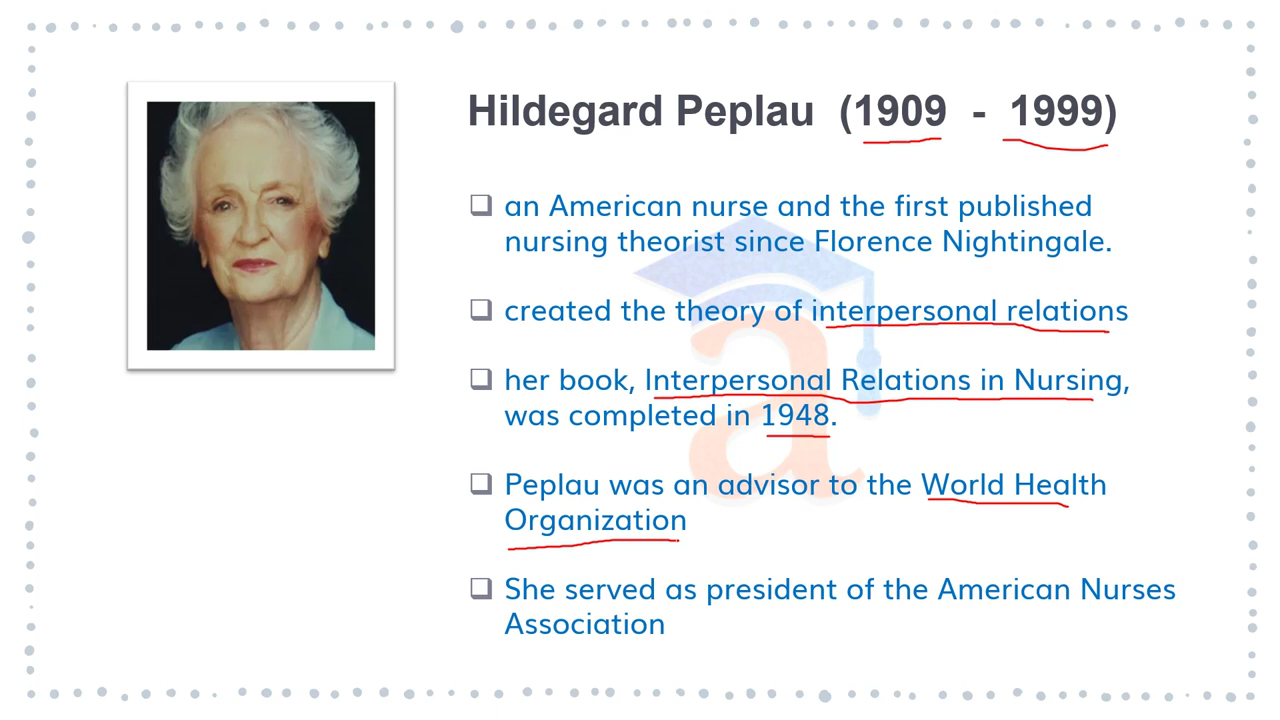 Hildegard Peplau (1909 - 1999)
an American nurse and the first published
nursing theorist since Florence Nightingale.
created the theory of interpersonal relations
her book, Interpersonal Relations in Nursing,
was completed in 1948.
Peplau was an advisor to the World Health
Organization
She served as president of the American Nurses
Association